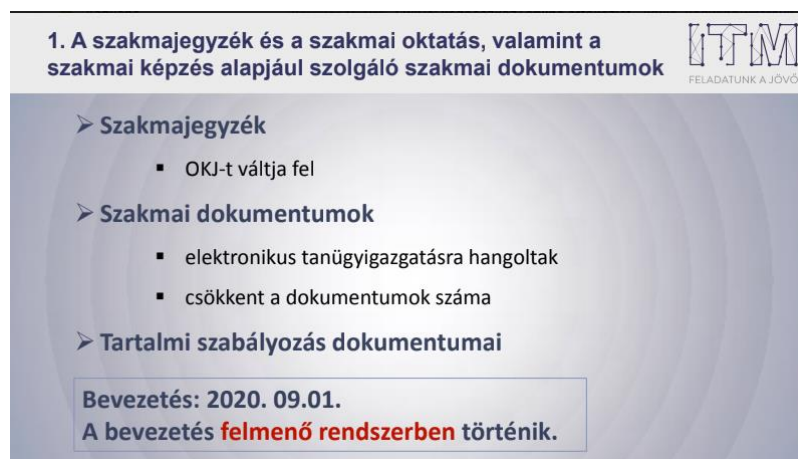 1. A szakmajegyzék és a szakmai oktatás, valamint a
szakmai képzés alapjául szolgáló szakmai dokumentumok
ITM
FELADATUNK A JÖVŐ
Szakmajegyzék
OKJ-t váltja fel
Szakmai dokumentumok
elektronikus tanügyigazgatásra hangoltak
csökkent a dokumentumok száma
Tartalmi szabályozás dokumentumai
Bevezetés: 2020. 09.01.
A bevezetés felmenő rendszerben történik.